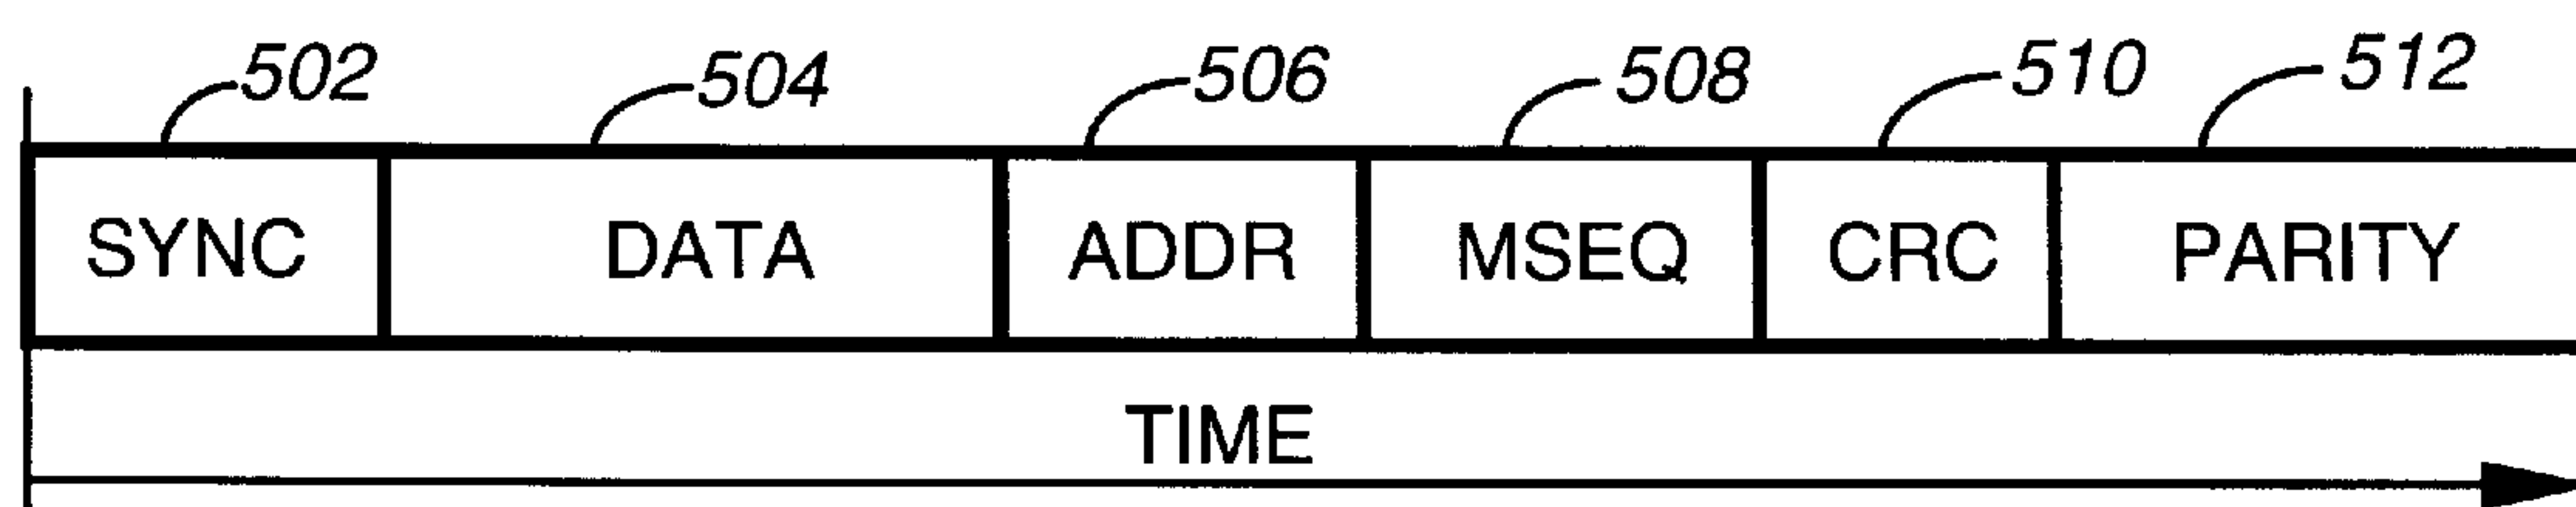 502 504 506 508 510 512
SYNC DATA ADDR MSEQ CRC PARITY
TIME